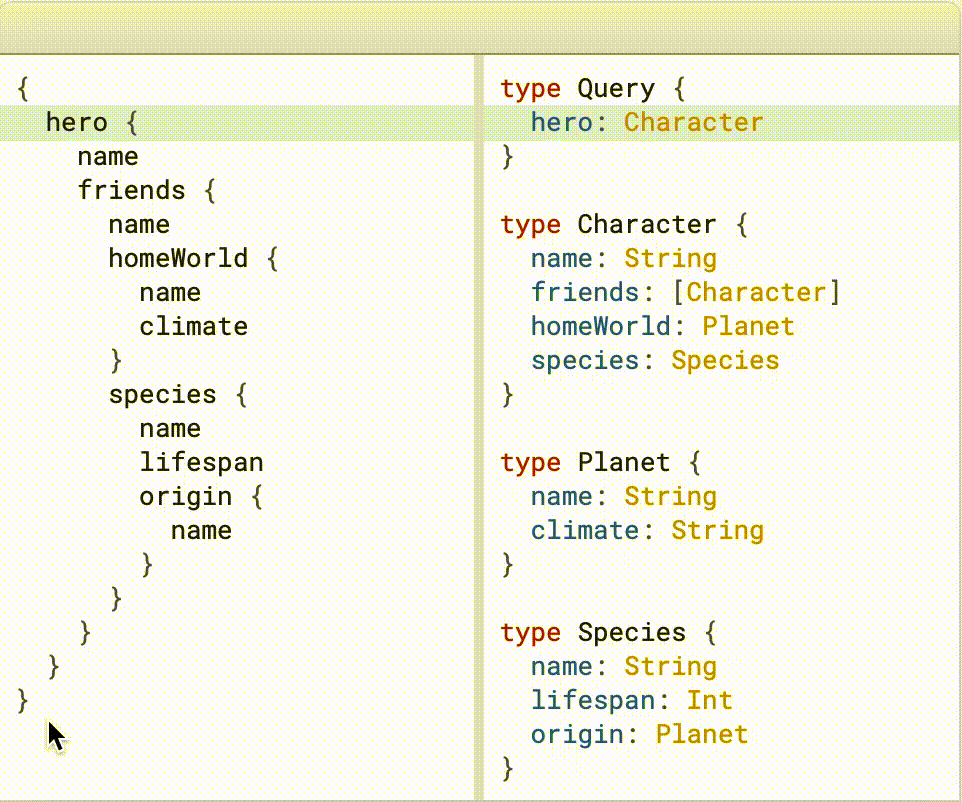 {
  hero {
    name
    friends {
      name
      homeWorld {
        name
        climate
      }
      species {
        name
        lifespan
        origin {
          name
        }
      }
    }
  }
}
type Query {
  hero: Character
}

type Character {
  name: String
  friends: [Character]
  homeWorld: Planet
  species: Species
}

type Planet {
  name: String
  climate: String
}

type Species {
  name: String
  lifespan: Int
  origin: Planet
}